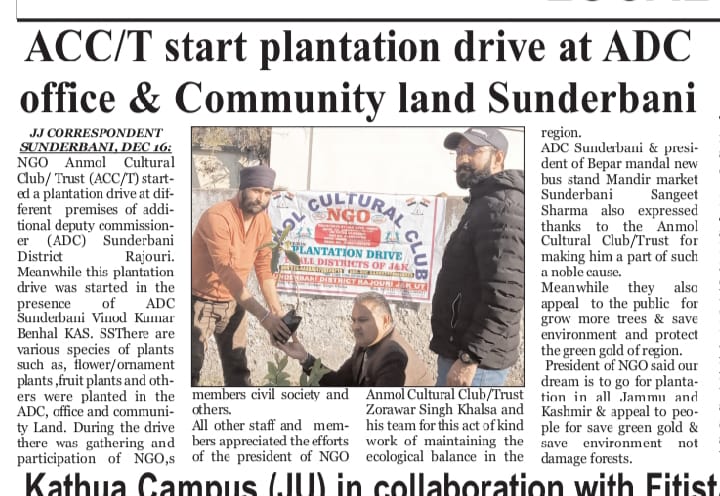 ACC/T start plantation drive at ADC
office & Community land Sunderbani
JJ CORRESPONDENT
SUNDERBANI, DEC 16:
NGO Anmol Cultural
Club/ Trust (ACC/T) start-
ed a plantation drive at dif-
ferent premises of addi-
tional deputy commission-
er (ADC) Sunderbani
District Rajouri.
Meanwhile this plantation
drive was started in the
presence of ADC
Sunderbani Vinod Kumar
Benhal KAS. SSThere are
various species of plants
such as, flower/ornament
plants ,fruit plants and oth-
ers were planted in the
ADC, office and communi-
ty Land. During the drive
there was gathering and
participation of NGO,s
MOL CULTURAL CLUB
NGO
PLANTATION DRIVE
ALL DISTRICTS OF J&K
members civil society and
others.
All other staff and mem-
bers appreciated the efforts
of the president of NGO
Anmol Cultural Club/Trust
Zorawar Singh Khalsa and
his team for this act of kind
work of maintaining the
ecological balance in the
region.
ADC Sunderbani & presi-
dent of Bepar mandal new
bus stand Mandir market
Sunderbani Sangeet
Sharma also expressed
thanks to the Anmol
Cultural Club/Trust for
making him a part of such
a noble cause.
Meanwhile they also
appeal to the public for
grow more trees & save
environment and protect
the green gold of region.
President of NGO said our
dream is to go for planta-
tion in all Jammu and
Kashmir & appeal to peo-
ple for save green gold &
save environment not
damage forests.
Kathua Campus (JU) in collaboration with Fitist